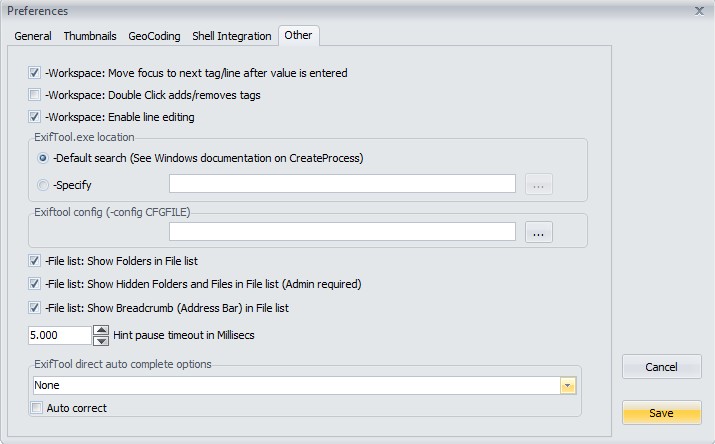 Preferences
General Thumbnails GeoCoding Shell Integration Other
-Workspace: Move focus to next tag/line after value is entered
-Workspace: Double Click adds/removes tags
-Workspace: Enable line editing
ExifTool.exe location
-Default search (See Windows documentation on CreateProcess)
-Specify ...
Exiftool config (-config CFGFILE)
...
-File list: Show Folders in File list
-File list: Show Hidden Folders and Files in File list (Admin required)
-File list: Show Breadcrumb (Address Bar) in File list
5.000 Hint pause timeout in Millisecs
ExifTool direct auto complete options
None
Auto correct
Cancel
Save